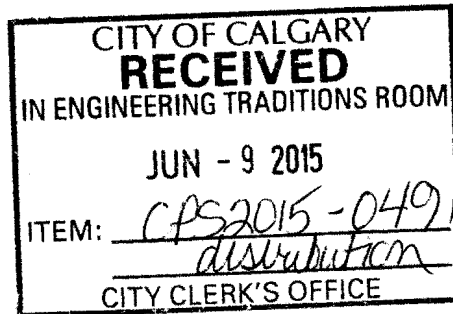 CITY OF CALGARY
RECEIVED
IN ENGINEERING TRADITIONS ROOM
JUN - 9 2015
ITEM: CPS2015-0491
distribution
CITY CLERK'S OFFICE